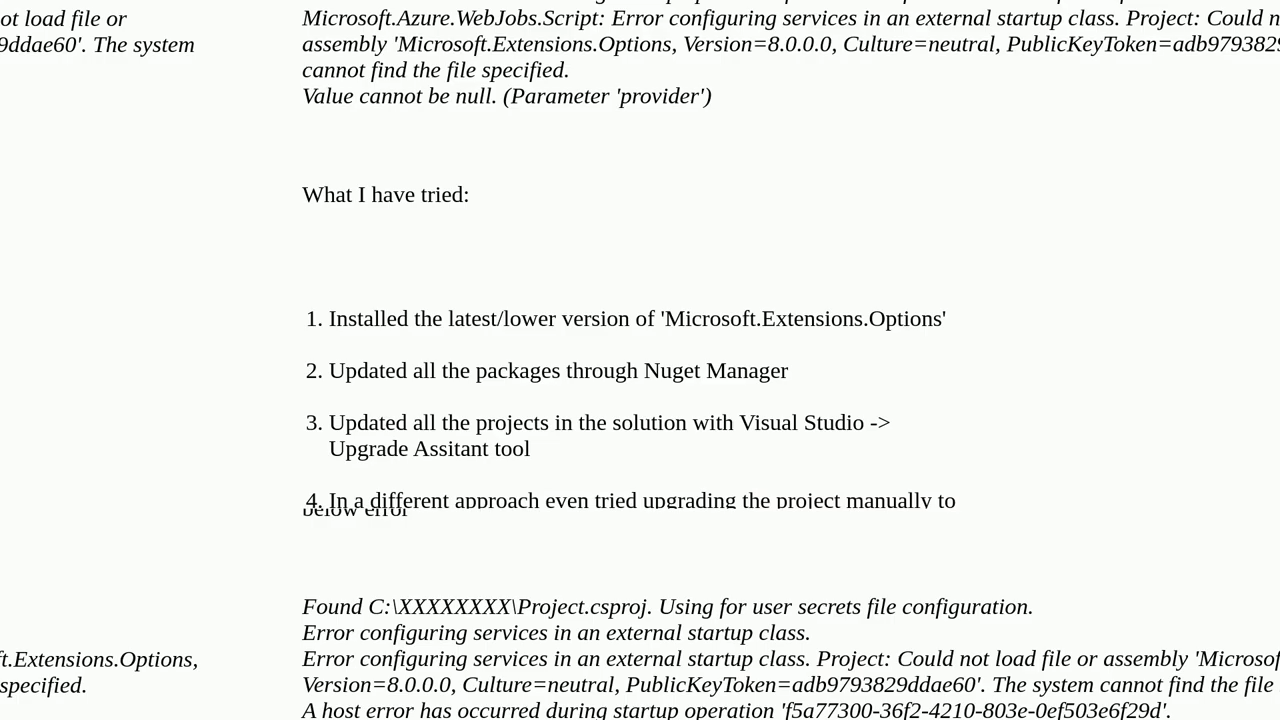 ot load file or
9ddae60'. The system
Microsoft.Azure.WebJobs.Script: Error configuring services in an external startup class. Project: Could n
assembly 'Microsoft.Extensions.Options, Version=8.0.0.0, Culture=neutral, PublicKeyToken=adb9793829
cannot find the file specified.
Value cannot be null. (Parameter 'provider')
What I have tried:
1. Installed the latest/lower version of 'Microsoft.Extensions.Options'
2. Updated all the packages through Nuget Manager
3. Updated all the projects in the solution with Visual Studio ->
Upgrade Assitant tool
4. In a different approach even tried upgrading the project manually to
below error
Found C:\XXXXXXXX\Project.csproj. Using for user secrets file configuration.
Error configuring services in an external startup class.
ft.Extensions.Options,
specified.
Error configuring services in an external startup class. Project: Could not load file or assembly 'Microsof
Version=8.0.0.0, Culture=neutral, PublicKeyToken=adb9793829ddae60'. The system cannot find the file
A host error has occurred during startup operation 'f5a77300-36f2-4210-803e-0ef503e6f29d'.